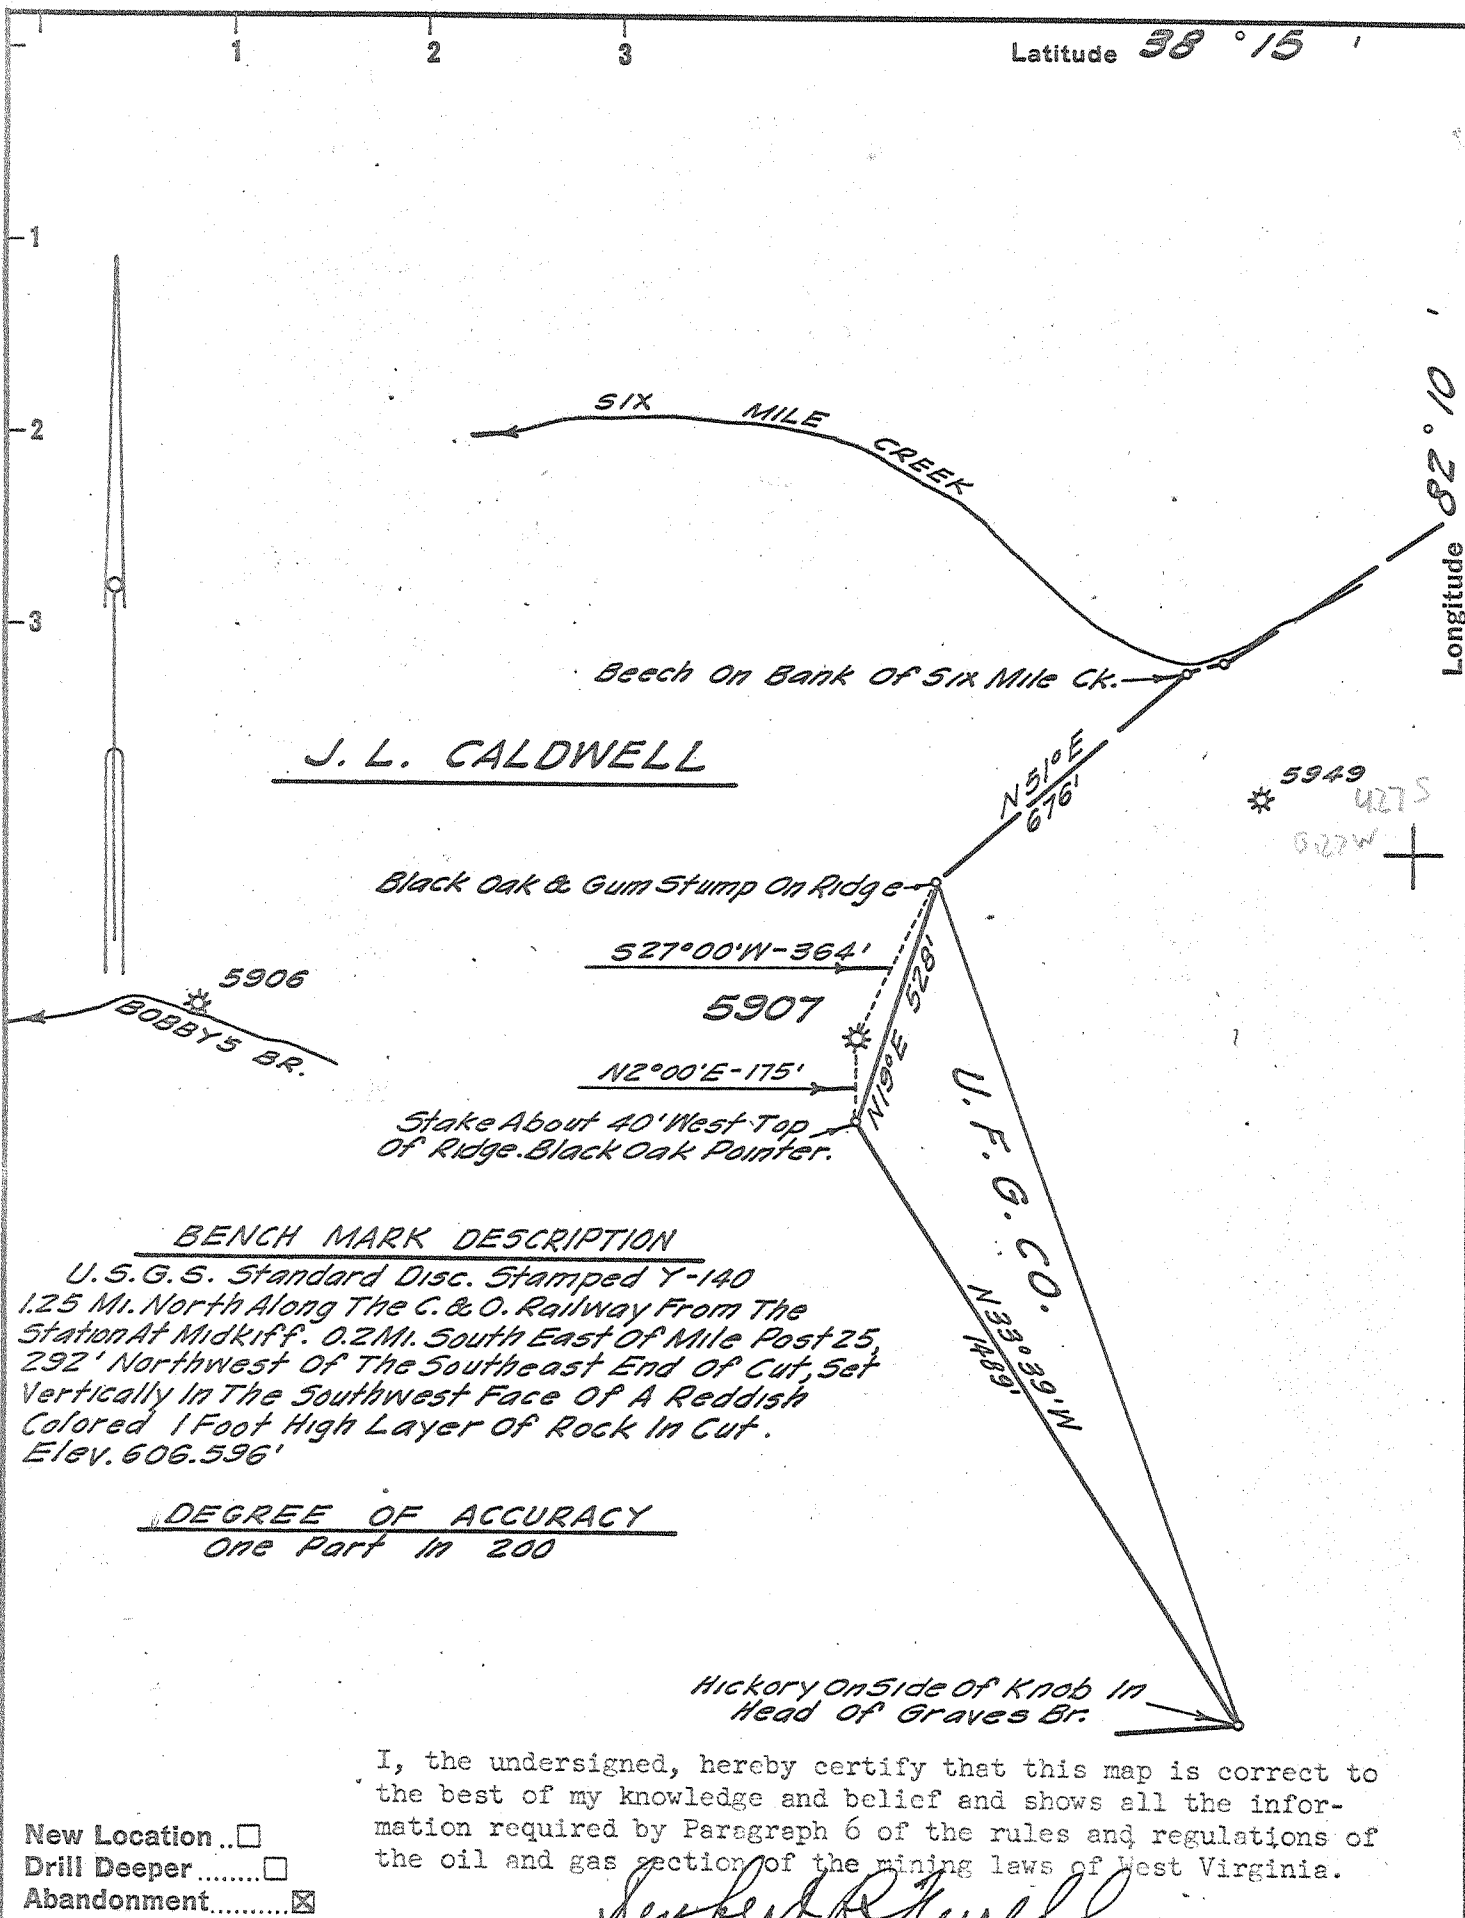 1 2 3
Latitude 38 ° 15 '
1
2
3
Longitude 82 ° 10 '
SIX MILE CREEK
Beech On Bank Of Six Mile Ck.
J. L. CALDWELL
N 51° E
676'
5949
4.27 S
0.27 W
Black Oak & Gum Stump On Ridge
S27°00'W-364'
5907
N19°E 528'
5906
BOBBYS BR.
N2°00'E-175'
Stake About 40' West Top
Of Ridge. Black Oak Pointer.
U. F. G. CO.
N33°39'W
1489'
BENCH MARK DESCRIPTION
U.S.G.S. Standard Disc. Stamped Y-140
1.25 Mi. North Along The C. & O. Railway From The
Station At Midkiff. 0.2 Mi. South East Of Mile Post 25,
292' Northwest Of The Southeast End Of Cut, Set
Vertically In The Southwest Face Of A Reddish
Colored 1 Foot High Layer Of Rock In Cut.
Elev. 606.596'
DEGREE OF ACCURACY
One Part In 200
Hickory On Side Of Knob In
Head Of Graves Br.
I, the undersigned, hereby certify that this map is correct to
the best of my knowledge and belief and shows all the infor-
mation required by Paragraph 6 of the rules and regulations of
the oil and gas section of the mining laws of West Virginia.
New Location ..☐
Drill Deeper ........☐
Abandonment..........☒